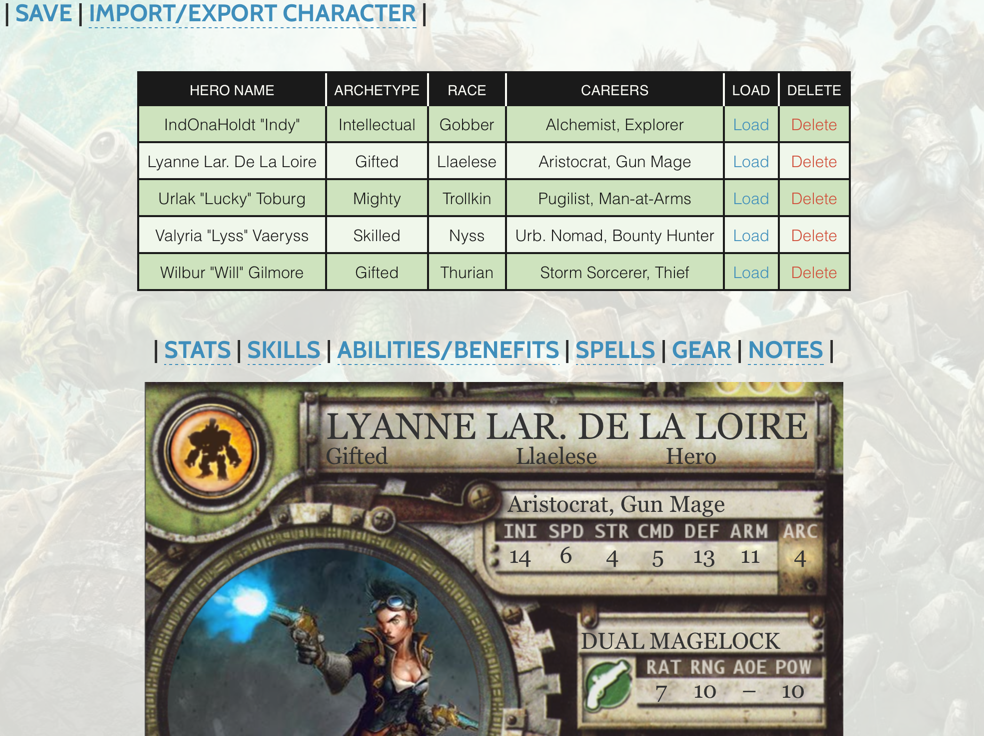 | SAVE | IMPORT/EXPORT CHARACTER |
HERO NAME ARCHETYPE RACE CAREERS LOAD DELETE
IndOnaHoldt "Indy" Intellectual Gobber Alchemist, Explorer Load Delete
Lyanne Lar. De La Loire Gifted Llaelese Aristocrat, Gun Mage Load Delete
Urlak "Lucky" Toburg Mighty Trollkin Pugilist, Man-at-Arms Load Delete
Valyria "Lyss" Vaeryss Skilled Nyss Urb. Nomad, Bounty Hunter Load Delete
Wilbur "Will" Gilmore Gifted Thurian Storm Sorcerer, Thief Load Delete
| STATS | SKILLS | ABILITIES/BENEFITS | SPELLS | GEAR | NOTES |
LYANNE LAR. DE LA LOIRE
Gifted Llaelese Hero
Aristocrat, Gun Mage
INI SPD STR CMD DEF ARM ARC
14 6 4 5 13 11 4
DUAL MAGELOCK
RAT RNG AOE POW
7 10 – 10